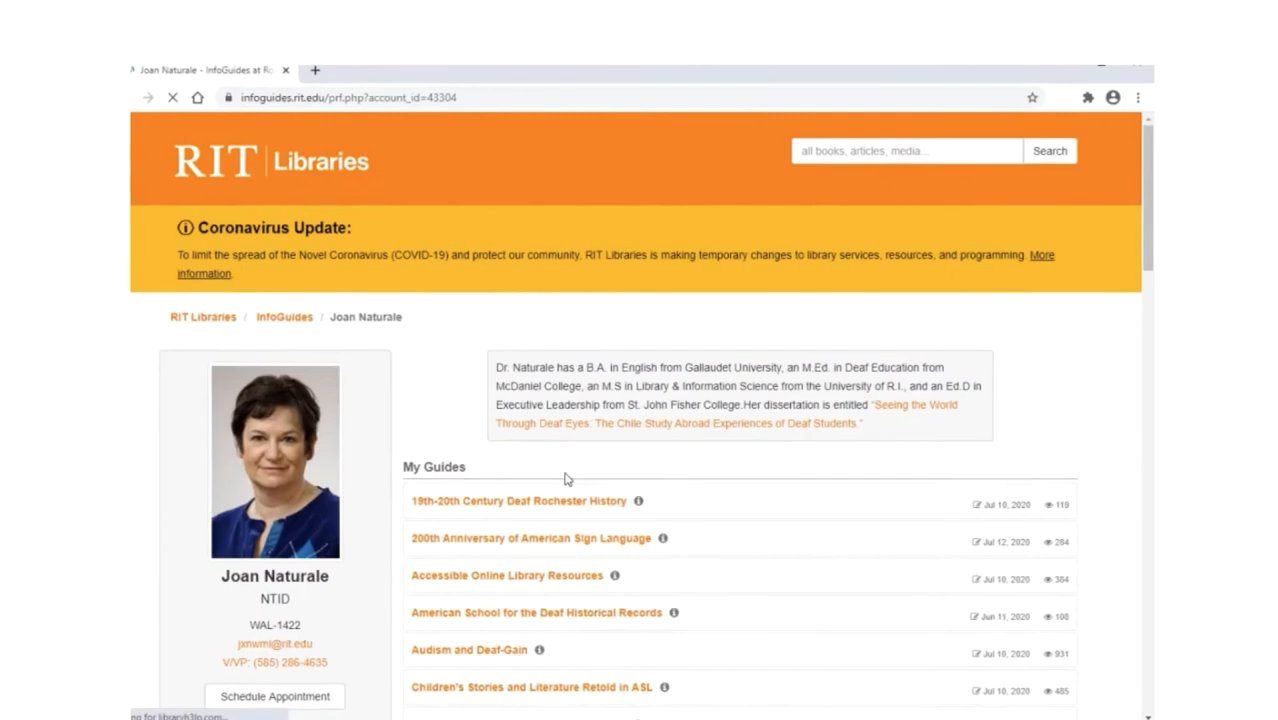 Joan Naturale - InfoGuides at Ro
infoguides.rit.edu/prf.php?account_id=43304
RIT | Libraries
all books, articles, media...
Search
Coronavirus Update:
To limit the spread of the Novel Coronavirus (COVID-19) and protect our community, RIT Libraries is making temporary changes to library services, resources, and programming. More
information.
RIT Libraries / InfoGuides / Joan Naturale
Dr. Naturale has a B.A. in English from Gallaudet University, an M.Ed. in Deaf Education from
McDaniel College, an M.S in Library & Information Science from the University of R.I., and an Ed.D in
Executive Leadership from St. John Fisher College.Her dissertation is entitled "Seeing the World
Through Deaf Eyes: The Chile Study Abroad Experiences of Deaf Students."
Joan Naturale
NTID
WAL-1422
jxnwml@rit.edu
V/VP: (585) 286-4635
Schedule Appointment
My Guides
19th-20th Century Deaf Rochester History Jul 10, 2020 119
200th Anniversary of American Sign Language Jul 12, 2020 284
Accessible Online Library Resources Jul 10, 2020 384
American School for the Deaf Historical Records Jun 11, 2020 108
Audism and Deaf-Gain Jul 10, 2020 931
Children's Stories and Literature Retold in ASL Jul 10, 2020 485